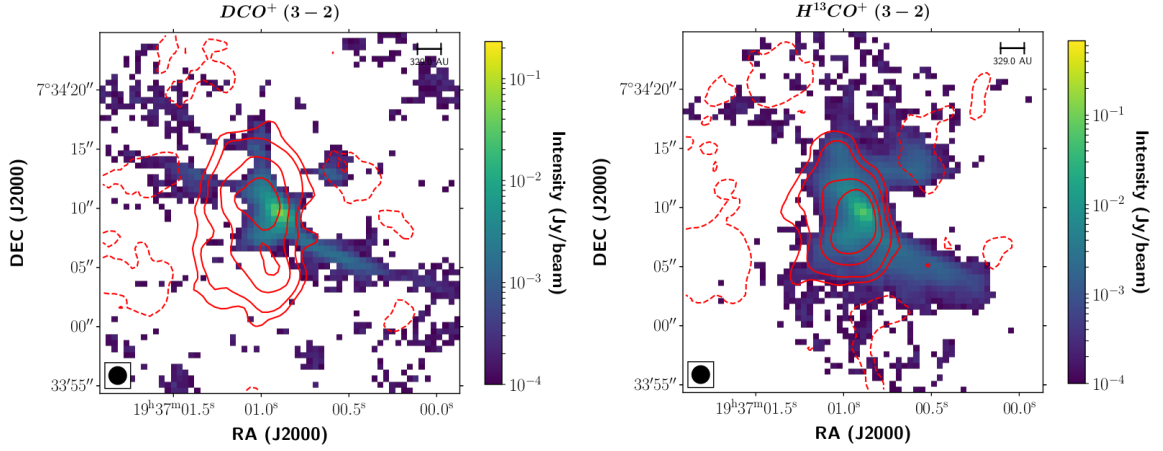 DCO⁺ (3 − 2)
329.0 AU
10⁻¹
10⁻²
10⁻³
10⁻⁴
Intensity (Jy/beam)
7°34′20″
15″
10″
05″
00″
33′55″
DEC (J2000)
19ʰ37ᵐ01.5ˢ
01.0ˢ
00.5ˢ
00.0ˢ
RA (J2000)
H¹³CO⁺ (3 − 2)
329.0 AU
10⁻¹
10⁻²
10⁻³
10⁻⁴
Intensity (Jy/beam)
7°34′20″
15″
10″
05″
00″
33′55″
DEC (J2000)
19ʰ37ᵐ01.5ˢ
01.0ˢ
00.5ˢ
00.0ˢ
RA (J2000)